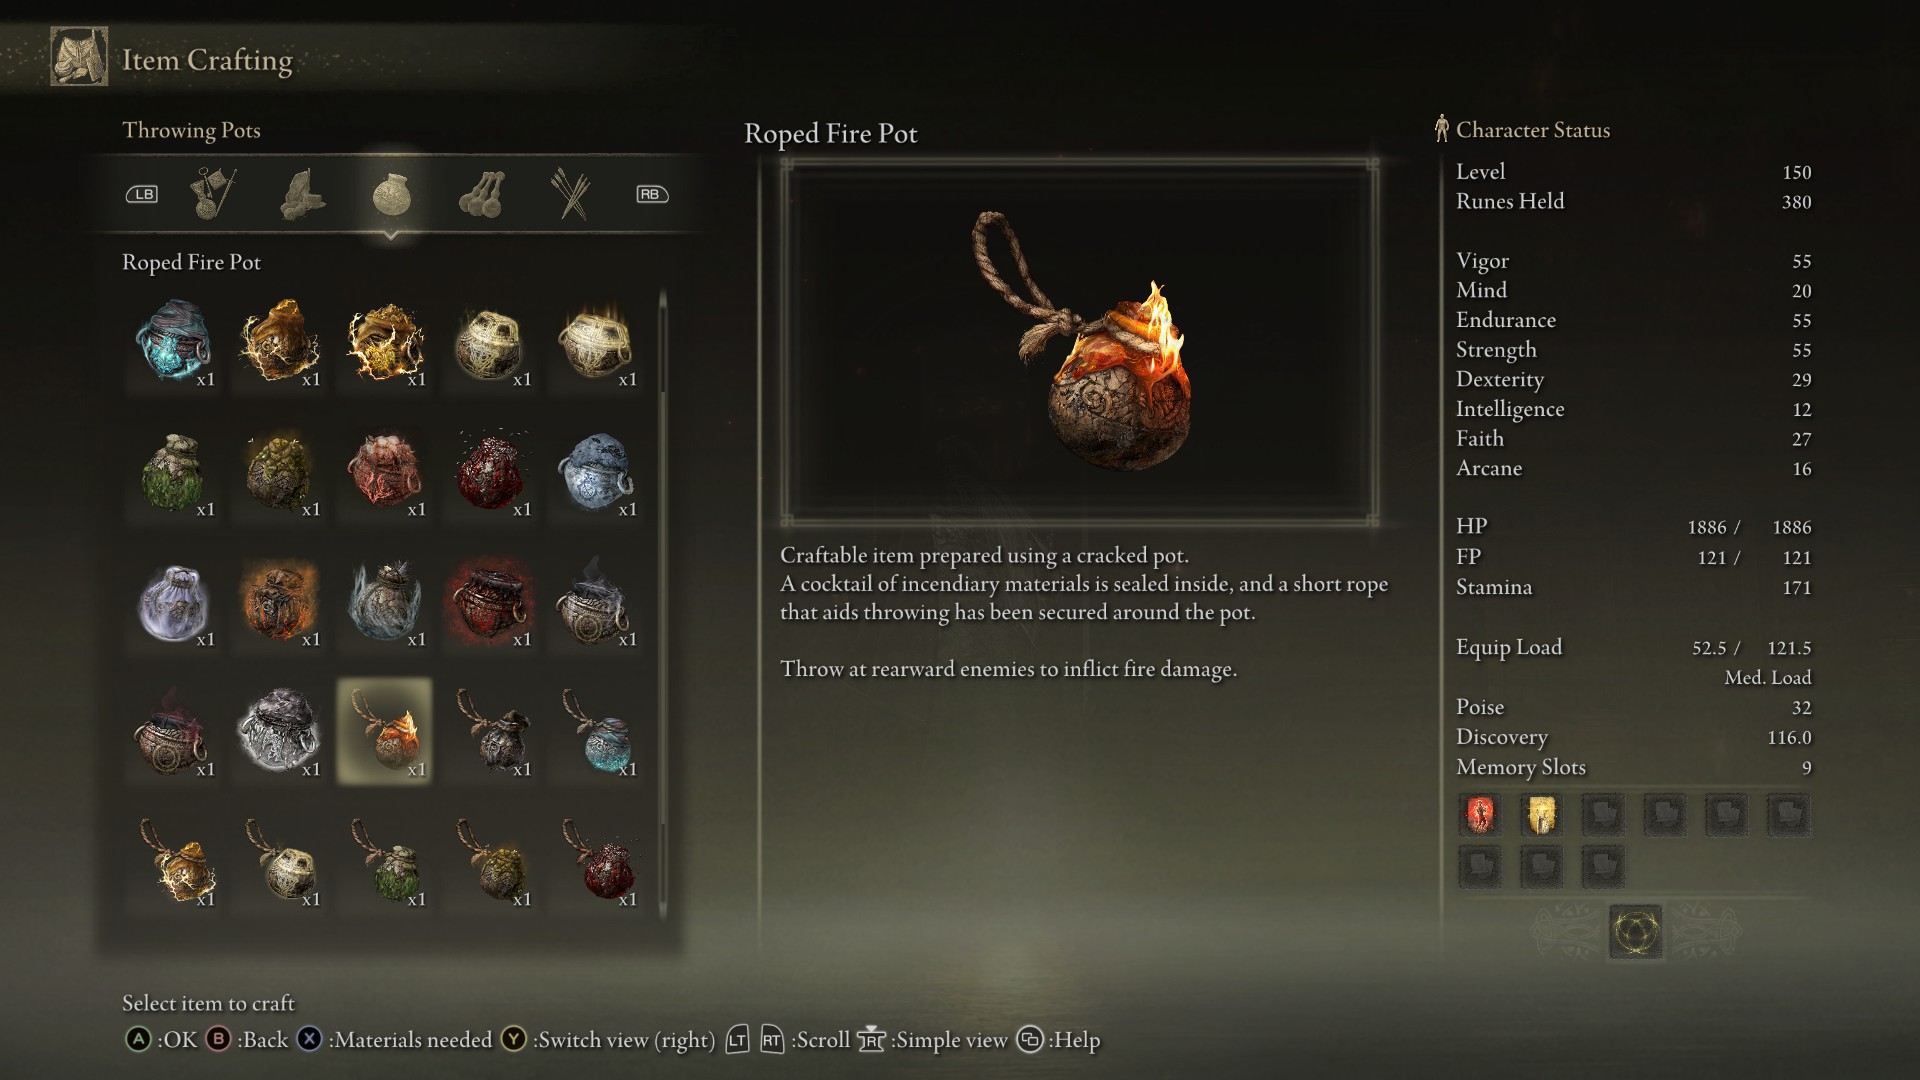 Item Crafting
Throwing Pots
LB
RB
Roped Fire Pot
x1 x1 x1 x1 x1
x1 x1 x1 x1 x1
x1 x1 x1 x1 x1
x1 x1 x1 x1 x1
x1 x1 x1 x1 x1
Roped Fire Pot
Craftable item prepared using a cracked pot.
A cocktail of incendiary materials is sealed inside, and a short rope
that aids throwing has been secured around the pot.
Throw at rearward enemies to inflict fire damage.
Character Status
Level 150
Runes Held 380
Vigor 55
Mind 20
Endurance 55
Strength 55
Dexterity 29
Intelligence 12
Faith 27
Arcane 16
HP 1886 / 1886
FP 121 / 121
Stamina 171
Equip Load 52.5 / 121.5
Med. Load
Poise 32
Discovery 116.0
Memory Slots 9
Select item to craft
A :OK B :Back X :Materials needed Y :Switch view (right) LT RT :Scroll R :Simple view :Help